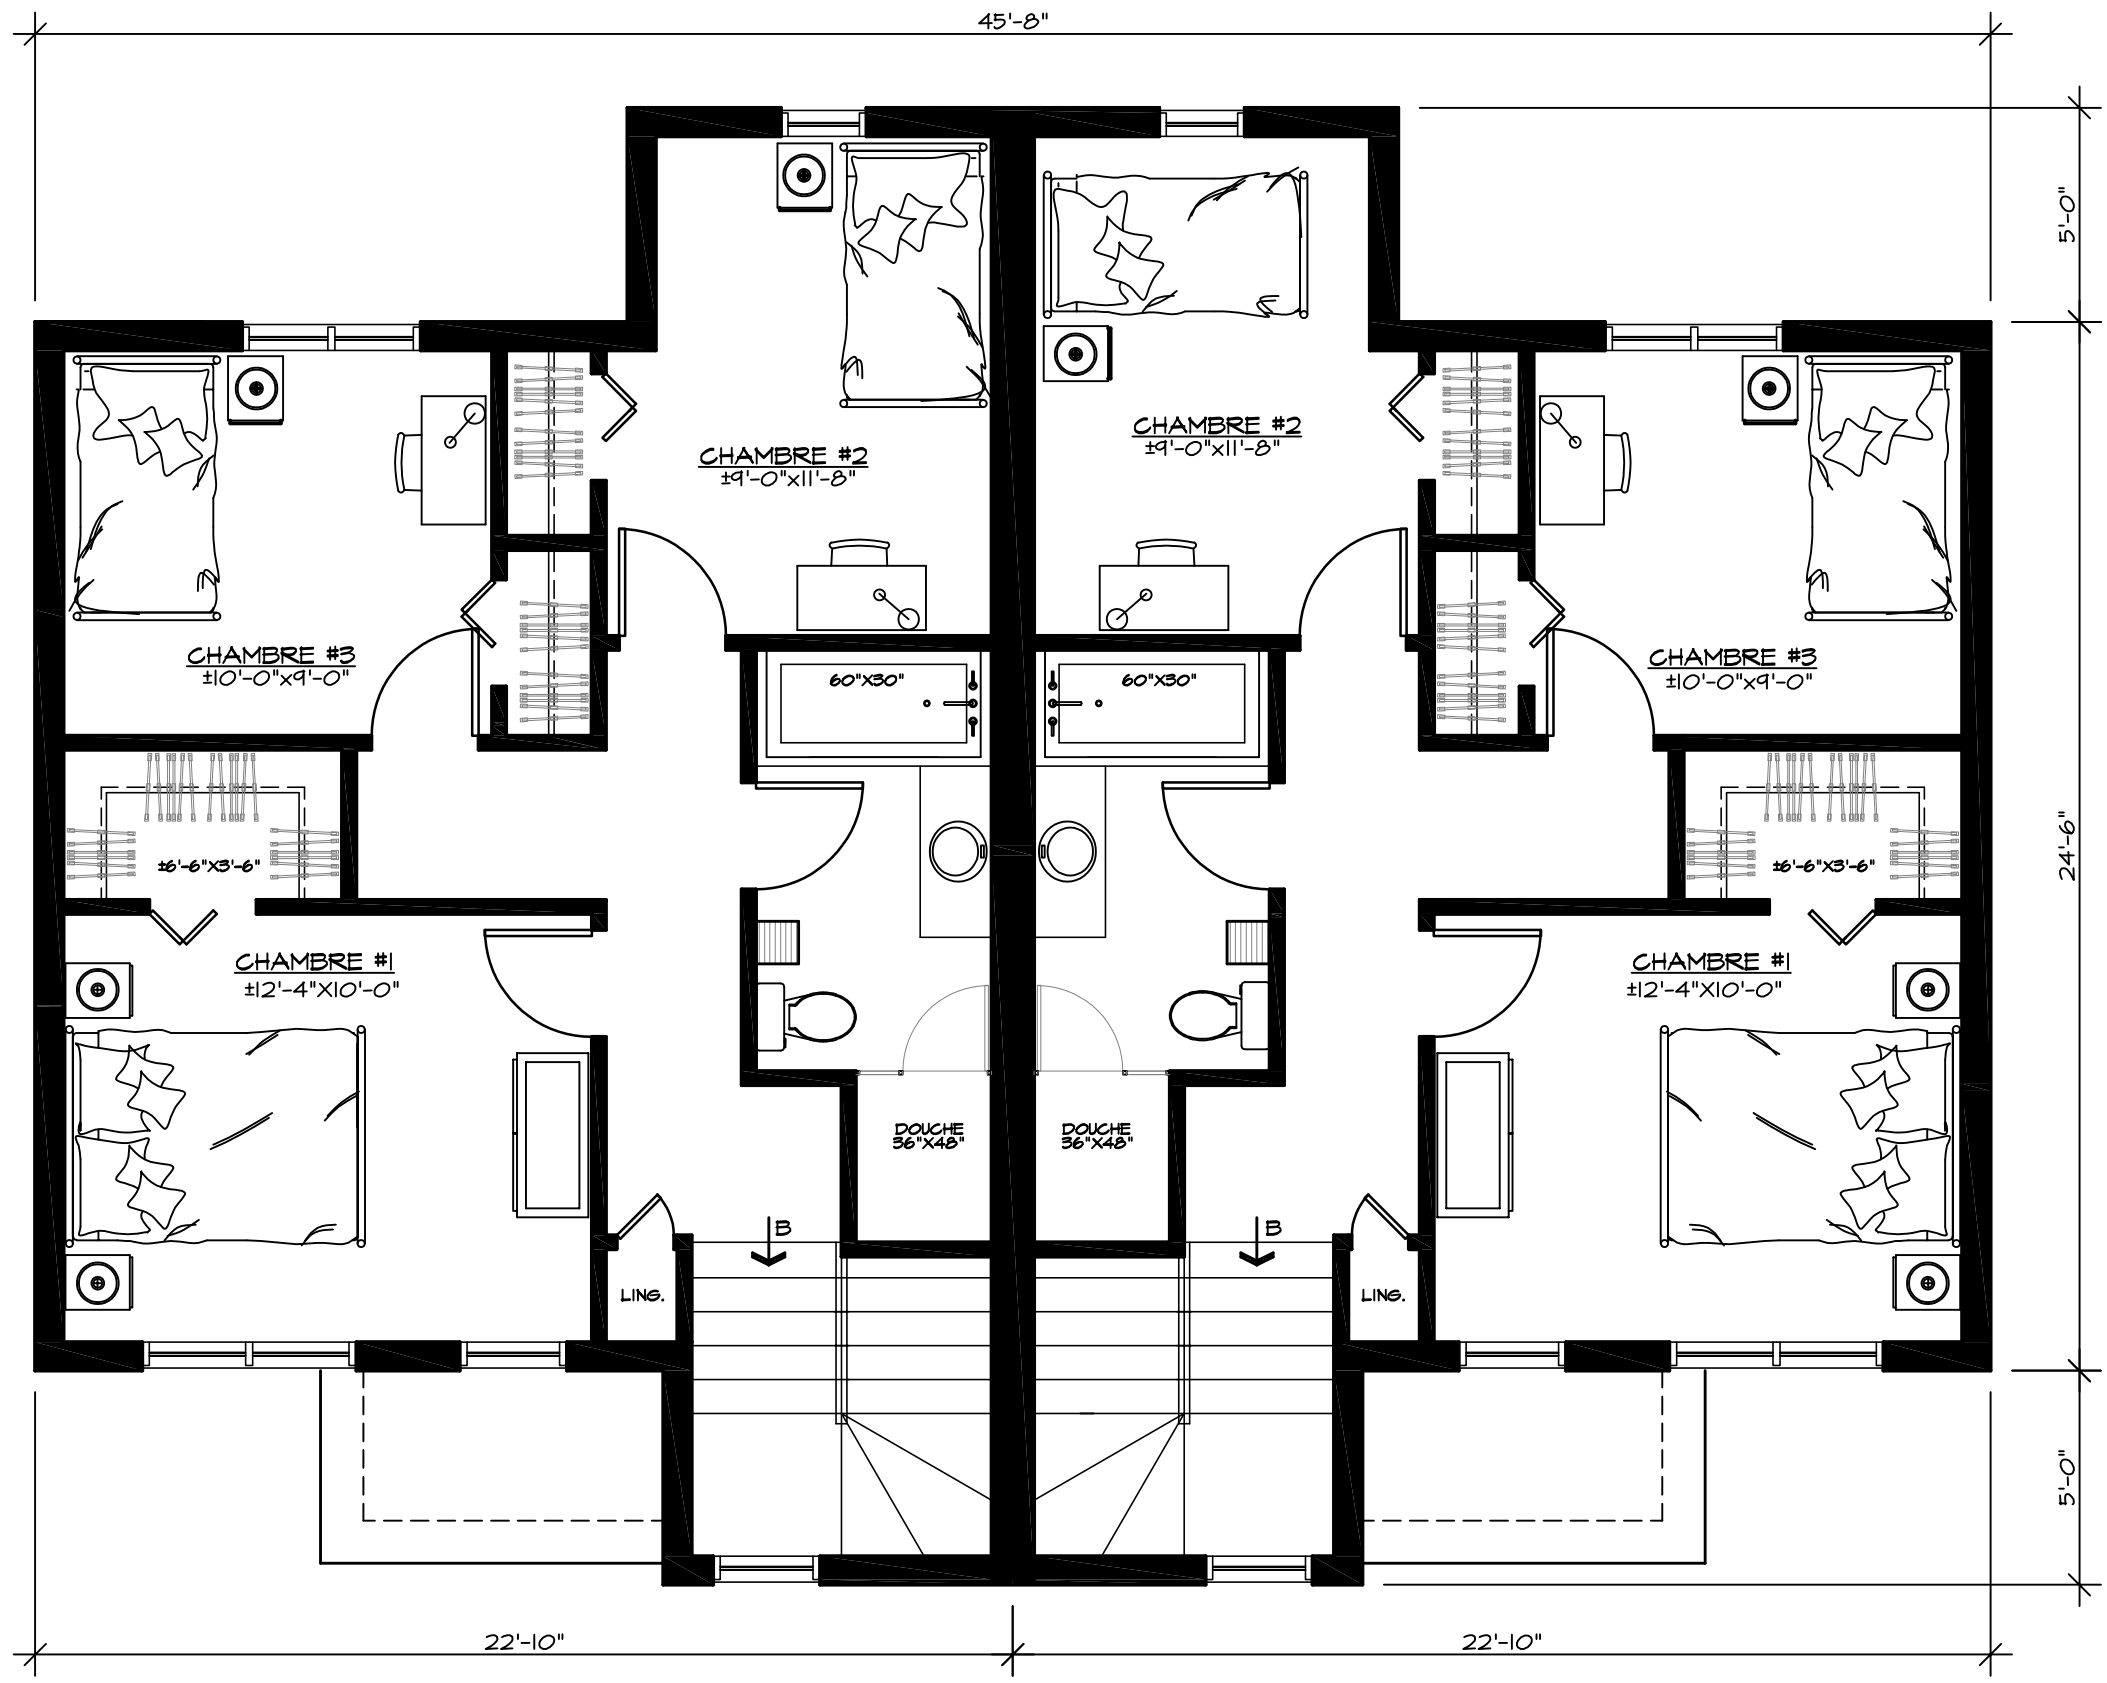 45'-8"
5'-0"
CHAMBRE #2
±9'-0"x11'-8"
CHAMBRE #2
±9'-0"x11'-8"
CHAMBRE #3
±10'-0"x9'-0"
60"X30"
60"X30"
CHAMBRE #3
±10'-0"x9'-0"
±6'-6"X3'-6"
±6'-6"X3'-6"
24'-6"
CHAMBRE #1
±12'-4"X10'-0"
CHAMBRE #1
±12'-4"X10'-0"
DOUCHE
36"X48"
DOUCHE
36"X48"
B
B
LING.
LING.
5'-0"
22'-10"
22'-10"